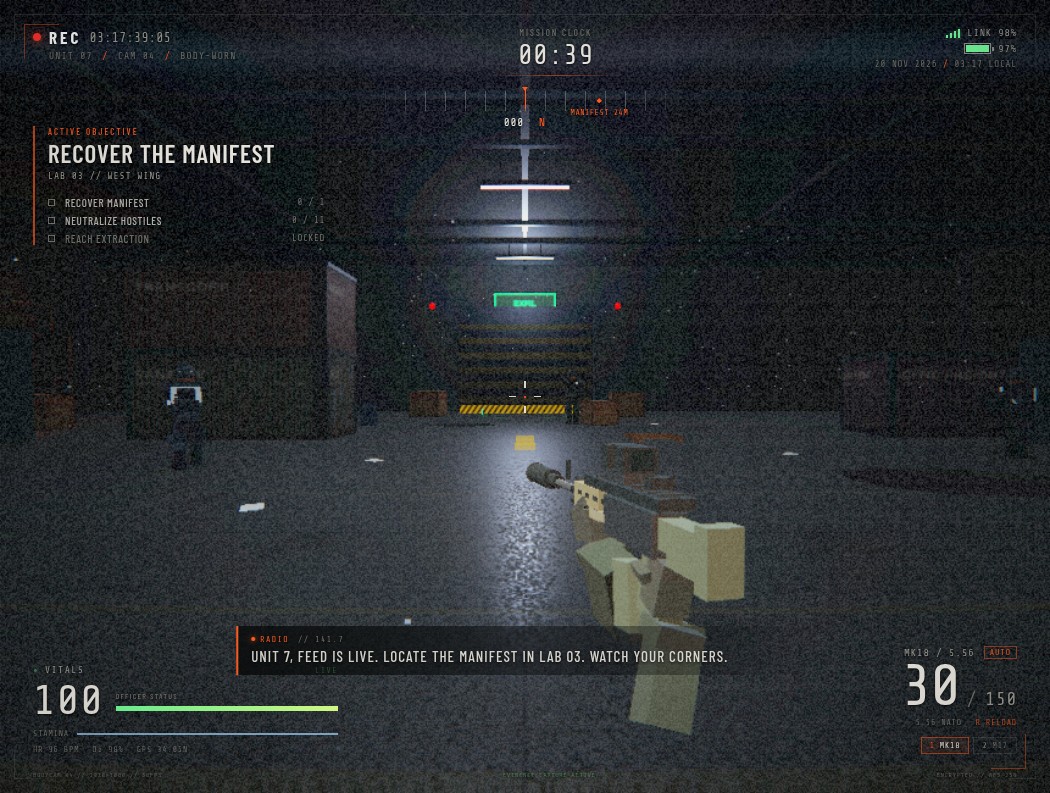 REC 03:17:39:05
UNIT 07 / CAM 04 / BODY-WORN
MISSION CLOCK
00:39
LINK 98%
97%
20 NOV 2026 / 03:17 LOCAL
MANIFEST 24M
000 N
ACTIVE OBJECTIVE
RECOVER THE MANIFEST
LAB 03 // WEST WING
RECOVER MANIFEST 0 / 1
NEUTRALIZE HOSTILES 0 / 11
REACH EXTRACTION LOCKED
RADIO // 141.7
UNIT 7, FEED IS LIVE. LOCATE THE MANIFEST IN LAB 03. WATCH YOUR CORNERS.
VITALS
100 OFFICER STATUS
STAMINA
MK18 / 5.56 AUTO
30 / 150
5.56 NATO R RELOAD
1 MK18 2 M17